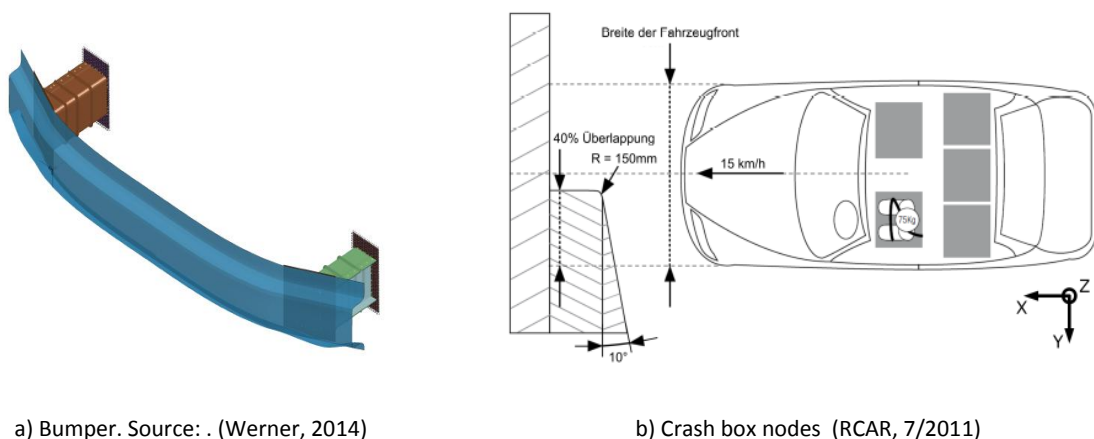 Breite der Fahrzeugfront
40% Überlappung
R = 150mm
15 km/h
75Kg
10°
X
Z
Y
a) Bumper. Source: . (Werner, 2014)
b) Crash box nodes (RCAR, 7/2011)